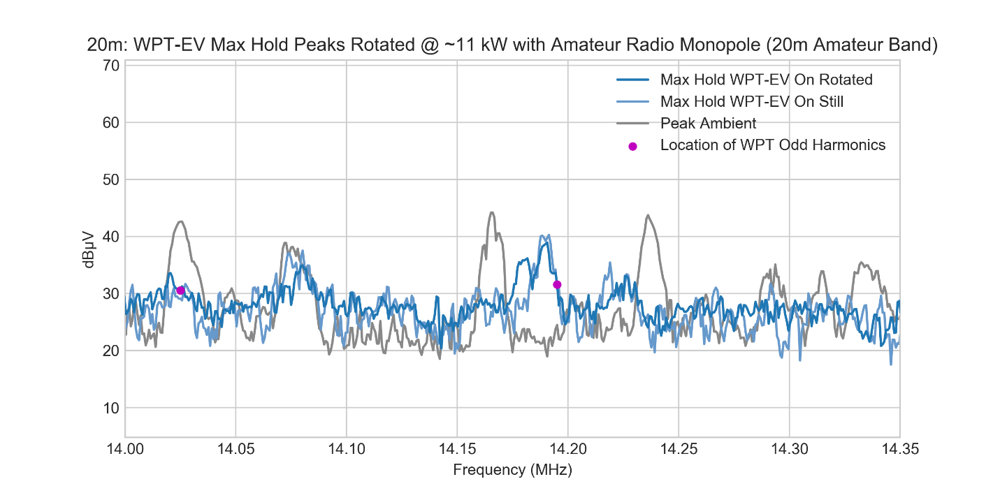 20m: WPT-EV Max Hold Peaks Rotated @ ~11 kW with Amateur Radio Monopole (20m Amateur Band)
70
60
50
40
30
20
10
dBμV
Max Hold WPT-EV On Rotated
Max Hold WPT-EV On Still
Peak Ambient
Location of WPT Odd Harmonics
14.00 14.05 14.10 14.15 14.20 14.25 14.30 14.35
Frequency (MHz)